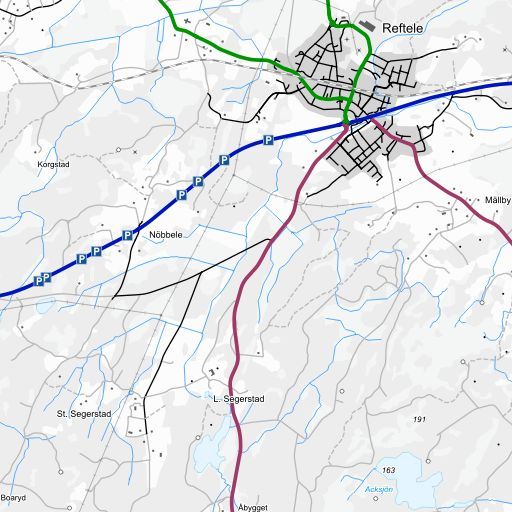 Reftele
P
P
Korgstad
P
P
Mällby
P
Nöbbele
P
P
P
P
L. Segerstad
St. Segerstad
191
163
Acksjön
Boaryd
Åbygget